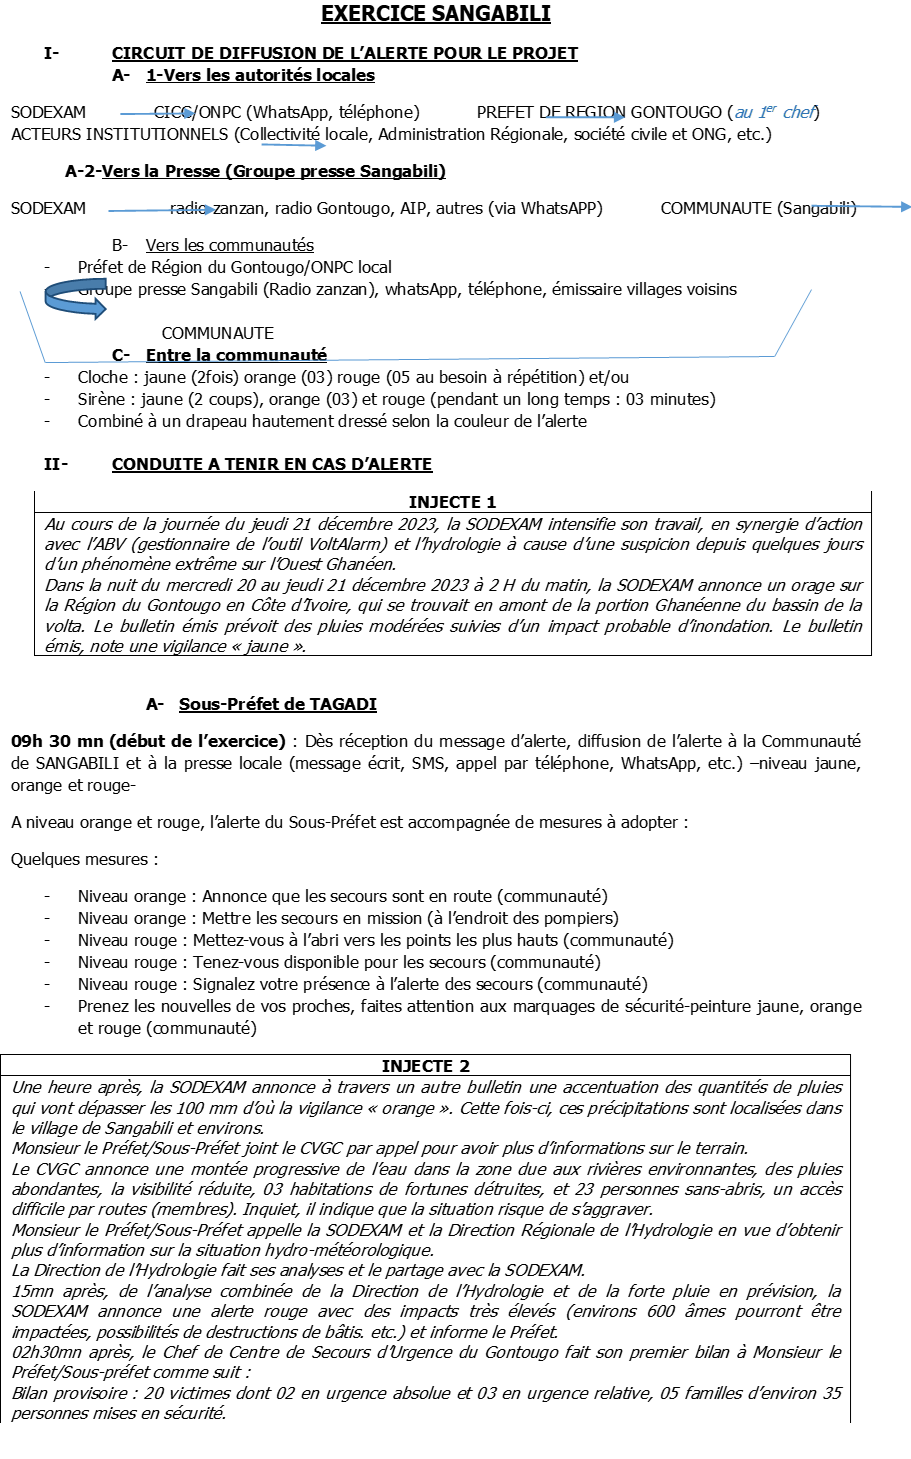 EXERCICE SANGABILI
I- CIRCUIT DE DIFFUSION DE L’ALERTE POUR LE PROJET
A- 1-Vers les autorités locales
SODEXAM CICG/ONPC (WhatsApp, téléphone) PREFET DE REGION GONTOUGO (au 1er chef)
ACTEURS INSTITUTIONNELS (Collectivité locale, Administration Régionale, société civile et ONG, etc.)
A-2-Vers la Presse (Groupe presse Sangabili)
SODEXAM radio zanzan, radio Gontougo, AIP, autres (via WhatsAPP) COMMUNAUTE (Sangabili)
B- Vers les communautés
- Préfet de Région du Gontougo/ONPC local
- Groupe presse Sangabili (Radio zanzan), whatsApp, téléphone, émissaire villages voisins
COMMUNAUTE
C- Entre la communauté
- Cloche : jaune (2fois) orange (03) rouge (05 au besoin à répétition) et/ou
- Sirène : jaune (2 coups), orange (03) et rouge (pendant un long temps : 03 minutes)
- Combiné à un drapeau hautement dressé selon la couleur de l’alerte
II- CONDUITE A TENIR EN CAS D’ALERTE
INJECTE 1
Au cours de la journée du jeudi 21 décembre 2023, la SODEXAM intensifie son travail, en synergie d’action
avec l’ABV (gestionnaire de l’outil VoltAlarm) et l’hydrologie à cause d’une suspicion depuis quelques jours
d’un phénomène extrême sur l’Ouest Ghanéen.
Dans la nuit du mercredi 20 au jeudi 21 décembre 2023 à 2 H du matin, la SODEXAM annonce un orage sur
la Région du Gontougo en Côte d’Ivoire, qui se trouvait en amont de la portion Ghanéenne du bassin de la
volta. Le bulletin émis prévoit des pluies modérées suivies d’un impact probable d’inondation. Le bulletin
émis, note une vigilance « jaune ».
A- Sous-Préfet de TAGADI
09h 30 mn (début de l’exercice) : Dès réception du message d’alerte, diffusion de l’alerte à la Communauté
de SANGABILI et à la presse locale (message écrit, SMS, appel par téléphone, WhatsApp, etc.) –niveau jaune,
orange et rouge-
A niveau orange et rouge, l’alerte du Sous-Préfet est accompagnée de mesures à adopter :
Quelques mesures :
- Niveau orange : Annonce que les secours sont en route (communauté)
- Niveau orange : Mettre les secours en mission (à l’endroit des pompiers)
- Niveau rouge : Mettez-vous à l’abri vers les points les plus hauts (communauté)
- Niveau rouge : Tenez-vous disponible pour les secours (communauté)
- Niveau rouge : Signalez votre présence à l’alerte des secours (communauté)
- Prenez les nouvelles de vos proches, faites attention aux marquages de sécurité-peinture jaune, orange
et rouge (communauté)
INJECTE 2
Une heure après, la SODEXAM annonce à travers un autre bulletin une accentuation des quantités de pluies
qui vont dépasser les 100 mm d’où la vigilance « orange ». Cette fois-ci, ces précipitations sont localisées dans
le village de Sangabili et environs.
Monsieur le Préfet/Sous-Préfet joint le CVGC par appel pour avoir plus d’informations sur le terrain.
Le CVGC annonce une montée progressive de l’eau dans la zone due aux rivières environnantes, des pluies
abondantes, la visibilité réduite, 03 habitations de fortunes détruites, et 23 personnes sans-abris, un accès
difficile par routes (membres). Inquiet, il indique que la situation risque de s’aggraver.
Monsieur le Préfet/Sous-Préfet appelle la SODEXAM et la Direction Régionale de l’Hydrologie en vue d’obtenir
plus d’information sur la situation hydro-météorologique.
La Direction de l’Hydrologie fait ses analyses et le partage avec la SODEXAM.
15mn après, de l’analyse combinée de la Direction de l’Hydrologie et de la forte pluie en prévision, la
SODEXAM annonce une alerte rouge avec des impacts très élevés (environs 600 âmes pourront être
impactées, possibilités de destructions de bâtis. etc.) et informe le Préfet.
02h30mn après, le Chef de Centre de Secours d’Urgence du Gontougo fait son premier bilan à Monsieur le
Préfet/Sous-préfet comme suit :
Bilan provisoire : 20 victimes dont 02 en urgence absolue et 03 en urgence relative, 05 familles d’environ 35
personnes mises en sécurité.